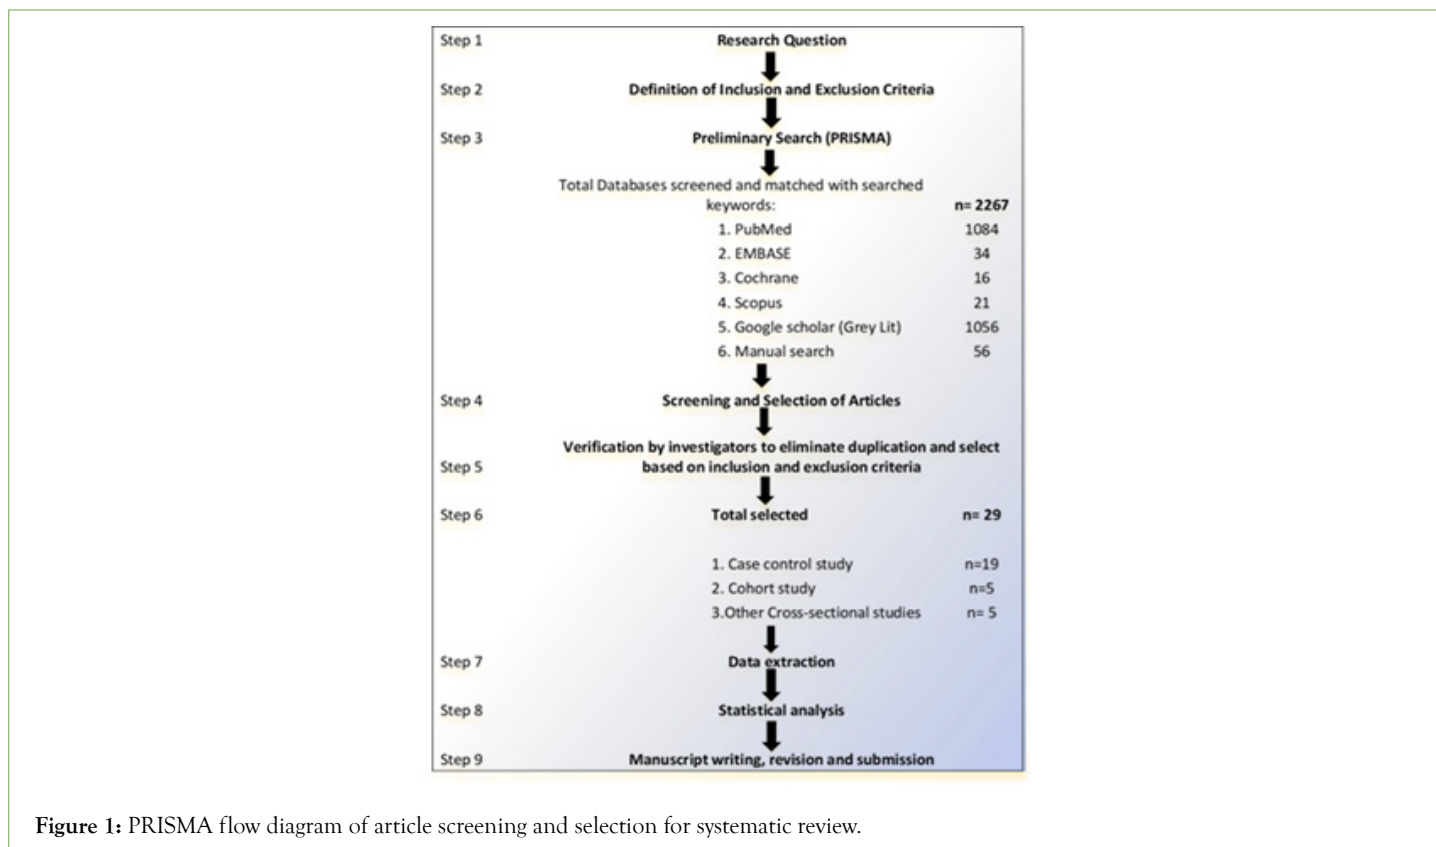 Step 1 Research Question
Step 2 Definition of Inclusion and Exclusion Criteria
Step 3 Preliminary Search (PRISMA)
Total Databases screened and matched with searched
keywords: n= 2267
1. PubMed 1084
2. EMBASE 34
3. Cochrane 16
4. Scopus 21
5. Google scholar (Grey Lit) 1056
6. Manual search 56
Step 4 Screening and Selection of Articles
Verification by investigators to eliminate duplication and select
Step 5 based on inclusion and exclusion criteria
Step 6 Total selected n= 29
1. Case control study n=19
2. Cohort study n=5
3.Other Cross-sectional studies n= 5
Step 7 Data extraction
Step 8 Statistical analysis
Step 9 Manuscript writing, revision and submission
Figure 1: PRISMA flow diagram of article screening and selection for systematic review.